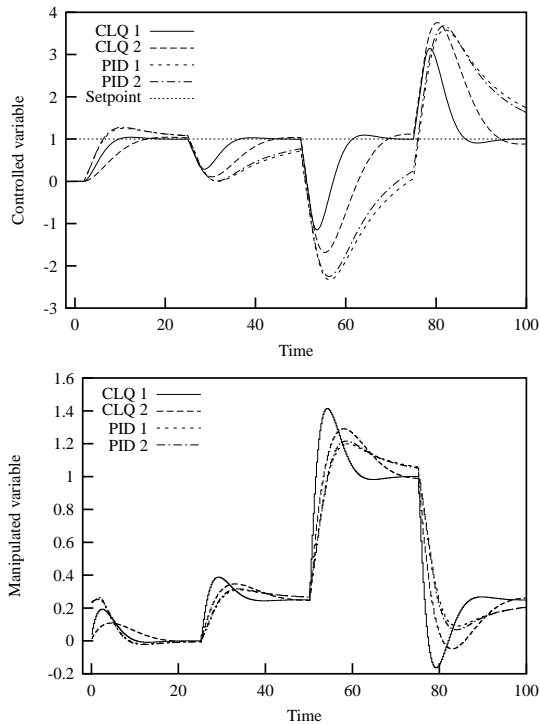 4
3
2
1
0
-1
-2
-3
0
20
40
60
80
100
Controlled variable
Time
CLQ 1
CLQ 2
PID 1
PID 2
Setpoint
1.6
1.4
1.2
1
0.8
0.6
0.4
0.2
0
-0.2
0
20
40
60
80
100
Manipulated variable
Time
CLQ 1
CLQ 2
PID 1
PID 2